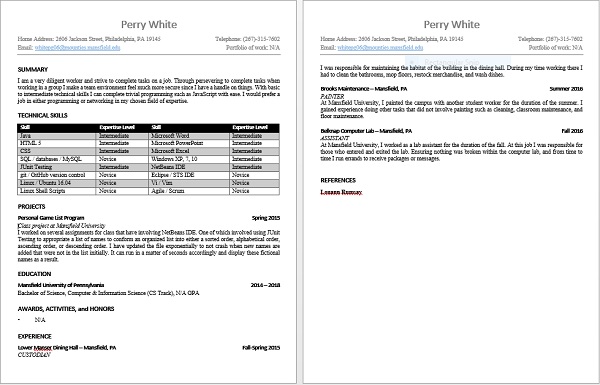 Perry White
Home Address: 2606 Jackson Street, Philadelphia, PA 19145 Telephone: (267)-315-7602
Email: Portfolio of work: N/A
SUMMARY
I am a very diligent worker and strive to complete tasks on a job. Through persevering to complete tasks when
working in a group I make a team environment feel much more secure since I have a handle on things. With basic
to intermediate technical skills I can complete trivial programming such as JavaScript with ease. I would prefer a
job in either programming or networking in my chosen field of expertise.
TECHNICAL SKILLS
Skill Expertise Level Skill Expertise Level
Java Intermediate Microsoft Word Intermediate
HTML 5 Intermediate Microsoft PowerPoint Intermediate
CSS Intermediate Microsoft Excel Intermediate
SQL / databases / MySQL Novice Windows XP, 7, 10 Intermediate
JUnit Testing Intermediate NetBeans IDE Intermediate
git / GitHub version control Novice Eclipse / STS IDE Novice
Linux / Ubuntu 16.04 Novice Vi / Vim Novice
Linux Shell Scripts Novice Agile / Scrum Novice
PROJECTS
Personal Game List Program Spring 2015
Class project at Mansfield University
I worked on several assignments for class that have involving NetBeans IDE. One of which involved using JUnit
Testing to appropriate a list of names to conform an organized list into either a sorted order, alphabetical order,
ascending order, or descending order. I have updated the file exponentially to not crash when new names are
added that were not in the list initially. It can run in a matter of seconds accordingly and display these fictional
names as a result.
EDUCATION
Mansfield University of Pennsylvania 2014 – 2018
Bachelor of Science, Computer & Information Science (CS Track), N/A GPA
AWARDS, ACTIVITIES, and HONORS
- N/A
EXPERIENCE
Lower Manser Dining Hall – Mansfield, PA Fall-Spring 2015
CUSTODIAN
Perry White
Home Address: 2606 Jackson Street, Philadelphia, PA 19145 Telephone: (267)-315-7602
Email: Portfolio of work: N/A
I was responsible for maintaining the habitat of the building in the dining hall. During my time working there I
had to clean the bathrooms, mop floors, restock merchandise, and wash dishes.
Brooks Maintenance – Mansfield, PA Summer 2016
PAINTER
At Mansfield University, I painted the campus with another student worker for the duration of the summer. I
gained experience doing other tasks that did not involve painting such as cleaning, classroom maintenance, and
floor maintenance.
Belknap Computer Lab – Mansfield, PA Fall 2016
ASSISTANT
At Mansfield University, I worked as a lab assistant for the duration of the fall. At this job I was responsible for
those who entered and exited the lab. Ensuring nothing was broken within the computer lab, and from time to
time I run errands to receive packages or messages.
REFERENCES